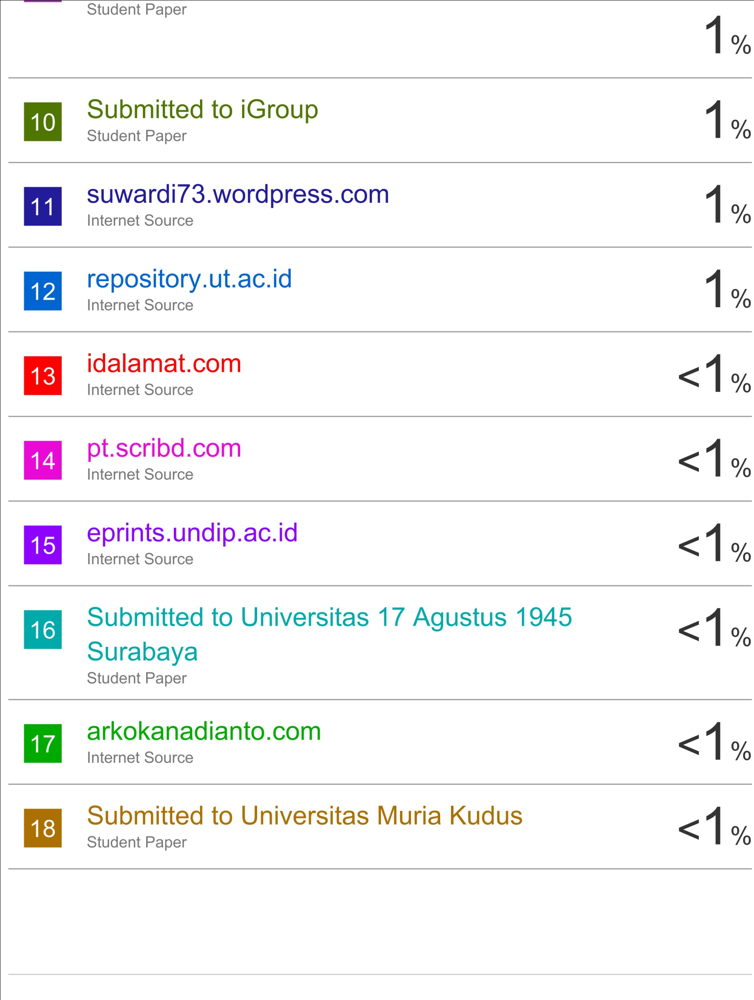 Student Paper
1%
10
Submitted to iGroup
Student Paper
1%
11
suwardi73.wordpress.com
Internet Source
1%
12
repository.ut.ac.id
Internet Source
1%
13
idalamat.com
Internet Source
<1%
14
pt.scribd.com
Internet Source
<1%
15
eprints.undip.ac.id
Internet Source
<1%
16
Submitted to Universitas 17 Agustus 1945
Surabaya
Student Paper
<1%
17
arkokanadianto.com
Internet Source
<1%
18
Submitted to Universitas Muria Kudus
Student Paper
<1%